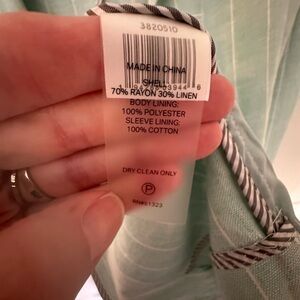 3820510
MADE IN CHINA
SHELL:
70% RAYON 30% LINEN
BODY LINING:
100% POLYESTER
SLEEVE LINING:
100% COTTON
DRY CLEAN ONLY
P